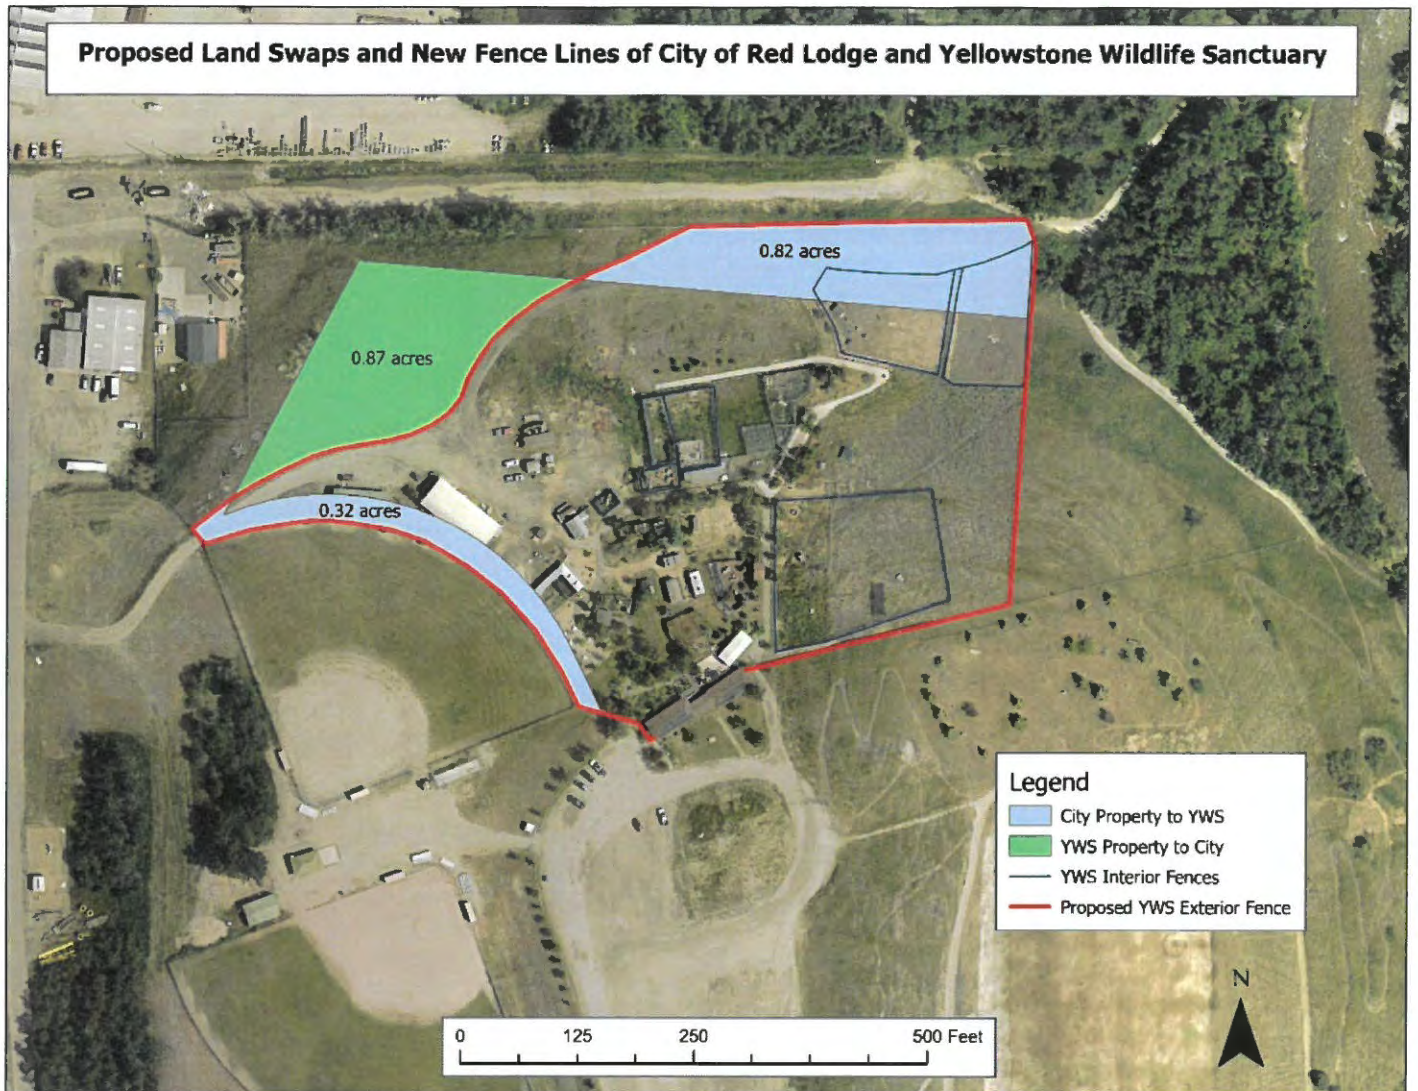 Proposed Land Swaps and New Fence Lines of City of Red Lodge and Yellowstone Wildlife Sanctuary
0.82 acres
0.87 acres
0.32 acres
Legend
City Property to YWS
YWS Property to City
YWS Interior Fences
Proposed YWS Exterior Fence
N
0 125 250 500 Feet